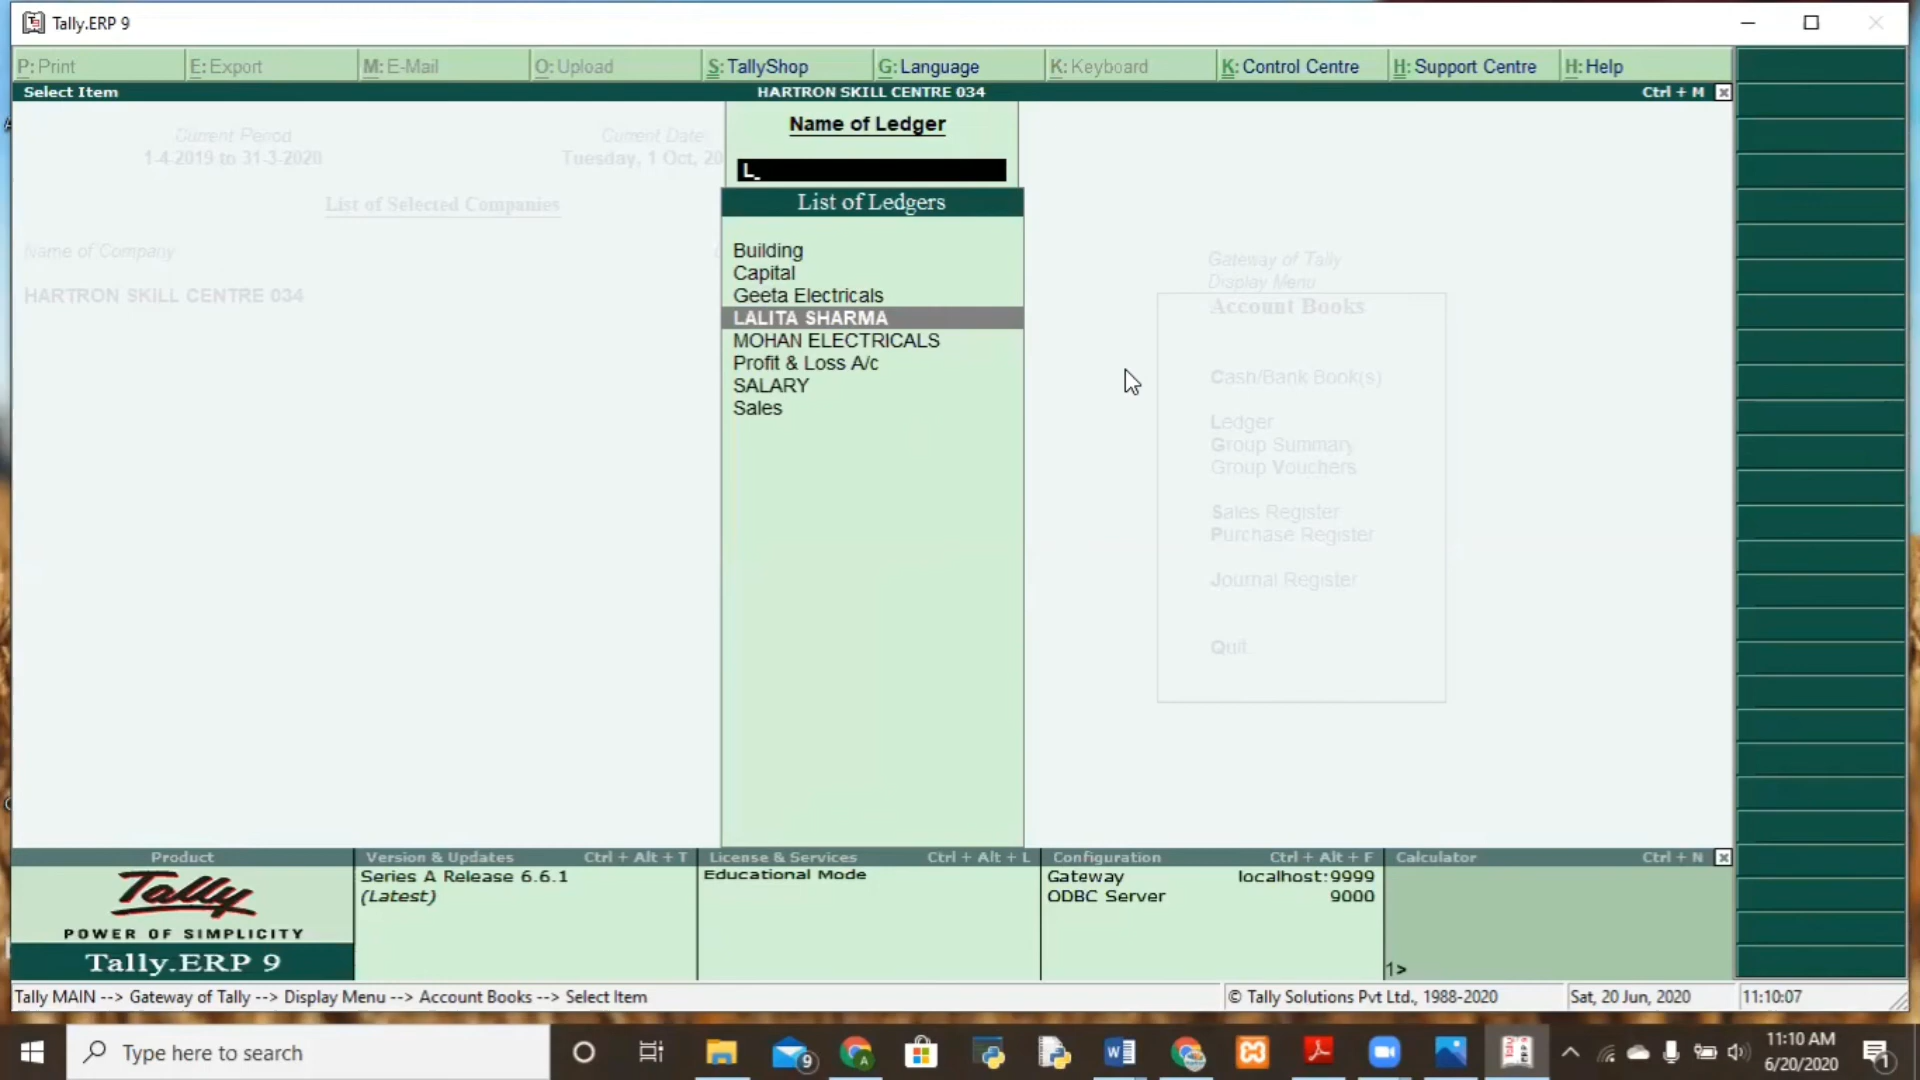 Tally.ERP 9
P: Print E: Export M: E-Mail O: Upload S: TallyShop G: Language K: Keyboard K: Control Centre H: Support Centre H: Help
Select Item HARTRON SKILL CENTRE 034 Ctrl + M
Current Period Current Date
1-4-2019 to 31-3-2020 Tuesday, 1 Oct, 20
List of Selected Companies
Name of Company
HARTRON SKILL CENTRE 034
Name of Ledger
L
List of Ledgers
Building
Capital
Geeta Electricals
LALITA SHARMA
MOHAN ELECTRICALS
Profit & Loss A/c
SALARY
Sales
Gateway of Tally
Display Menu
Account Books
Cash/Bank Book(s)
Ledger
Group Summary
Group Vouchers
Sales Register
Purchase Register
Journal Register
Quit
Product
Tally
POWER OF SIMPLICITY
Tally.ERP 9
Version & Updates Ctrl + Alt + T
Series A Release 6.6.1
(Latest)
License & Services Ctrl + Alt + L
Educational Mode
Configuration Ctrl + Alt + F
Gateway localhost:9999
ODBC Server 9000
Calculator Ctrl + N
1>
Tally MAIN --> Gateway of Tally --> Display Menu --> Account Books --> Select Item © Tally Solutions Pvt Ltd., 1988-2020 Sat, 20 Jun, 2020 11:10:07
Type here to search
9
11:10 AM
6/20/2020
1